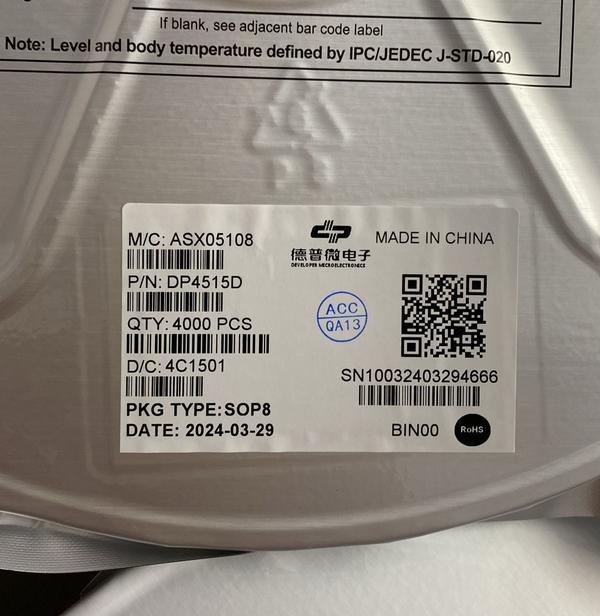 If blank, see adjacent bar code label
Note: Level and body temperature defined by IPC/JEDEC J-STD-020
M/C: ASX05108
P/N: DP4515D
QTY: 4000 PCS
D/C: 4C1501
PKG TYPE:SOP8
DATE: 2024-03-29
德普微电子
DEVELOPER MICROELECTRONICS
MADE IN CHINA
ACC
QA13
SN10032403294666
BIN00
RoHS